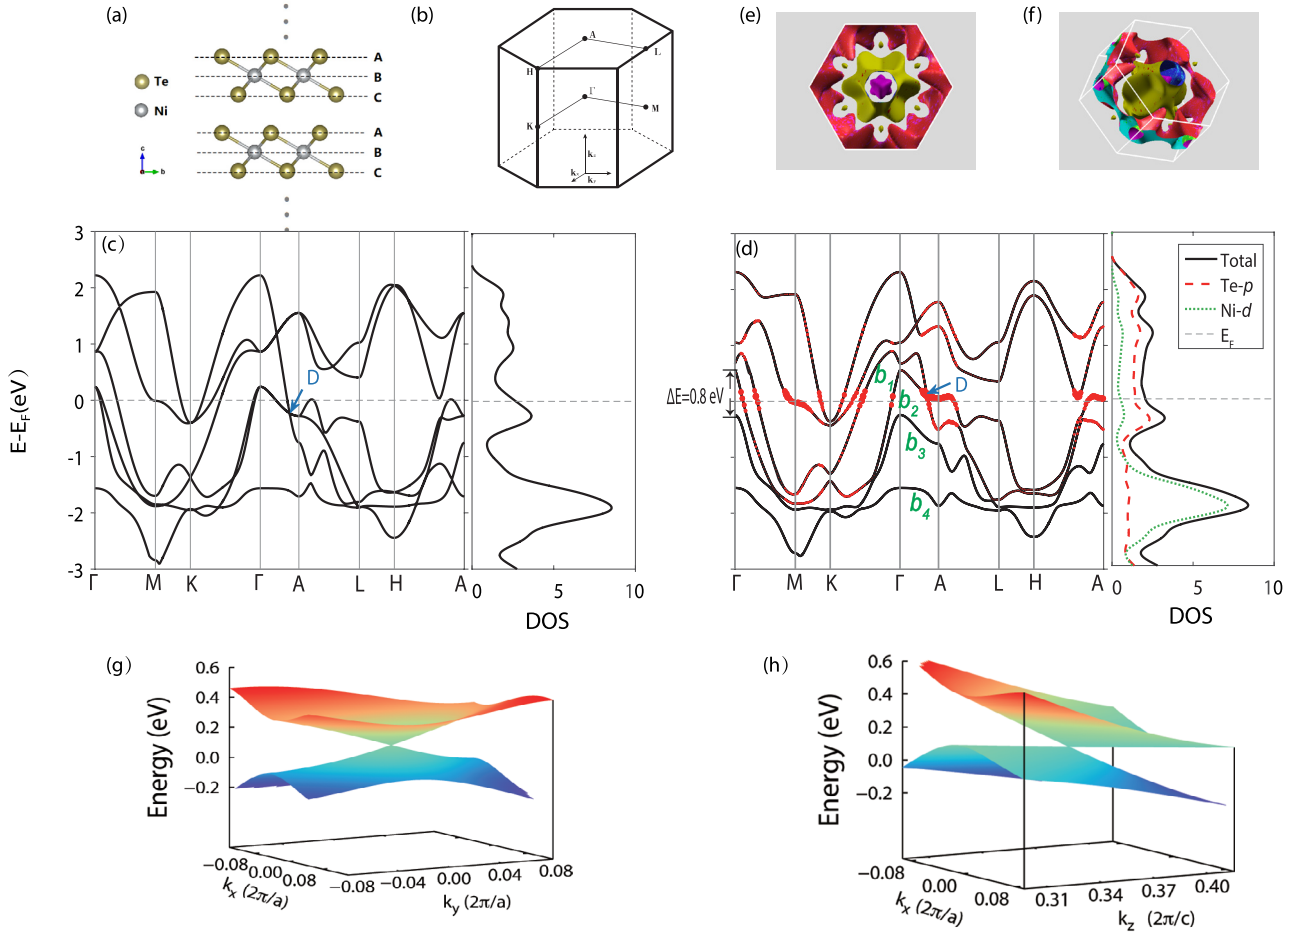 (a)
Te
Ni
A
B
C
A
B
C
c
b
(b)
A
L
H
Γ
M
K
k_z
k_x
k_y
(e)
(f)
(c)
3
2
1
0
-1
-2
-3
E-E_F(eV)
D
Γ M K Γ A L H A
0 5 10
DOS
(d)
ΔE=0.8 eV
b_1
b_2
b_3
b_4
D
Γ M K Γ A L H A
Total
Te-p
Ni-d
E_F
0 5 10
DOS
(g)
0.6
0.4
0.2
0.0
−0.2
Energy (eV)
−0.08 0.00 0.08
k_x (2π/a)
−0.08 −0.04 0.00 0.04 0.08
k_y (2π/a)
(h)
0.6
0.4
0.2
0.0
−0.2
Energy (eV)
−0.08 0.00 0.08
k_x (2π/a)
0.31 0.34 0.37 0.40
k_z (2π/c)